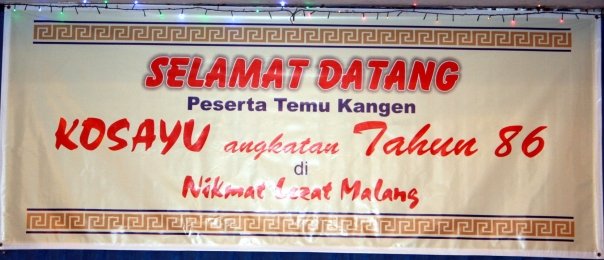 SELAMAT DATANG
Peserta Temu Kangen
KOSAYU angkatan Tahun 86
di
Nikmat Lezat Malang